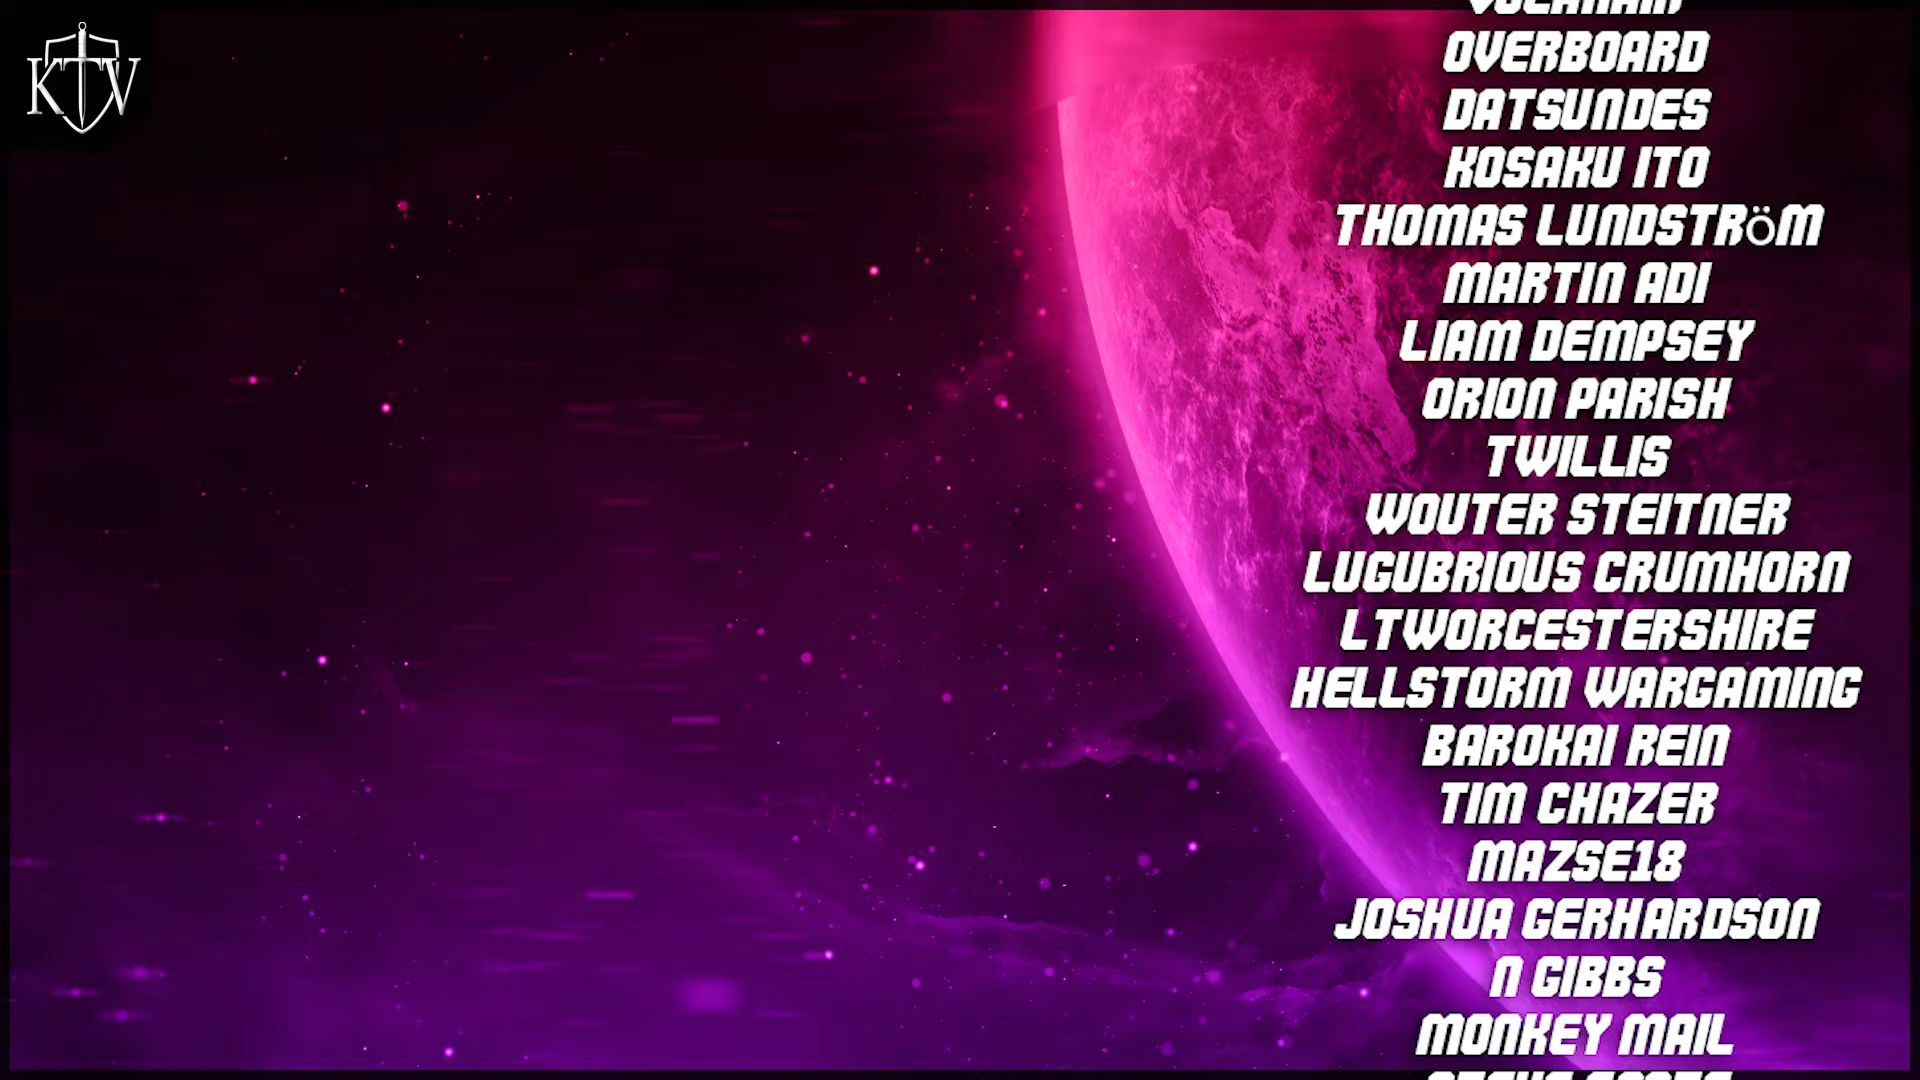 KTV
OVERBOARD
DATSUNDES
KOSAKU ITO
THOMAS LUNDSTRÖM
MARTIN ADI
LIAM DEMPSEY
ORION PARISH
TWILLIS
WOUTER STEITNER
LUGUBRIOUS CRUMHORN
LTWORCESTERSHIRE
HELLSTORM WARGAMING
BAROKAI REIN
TIM CHAZER
MAZSE18
JOSHUA GERHARDSON
N GIBBS
MONKEY MAIL